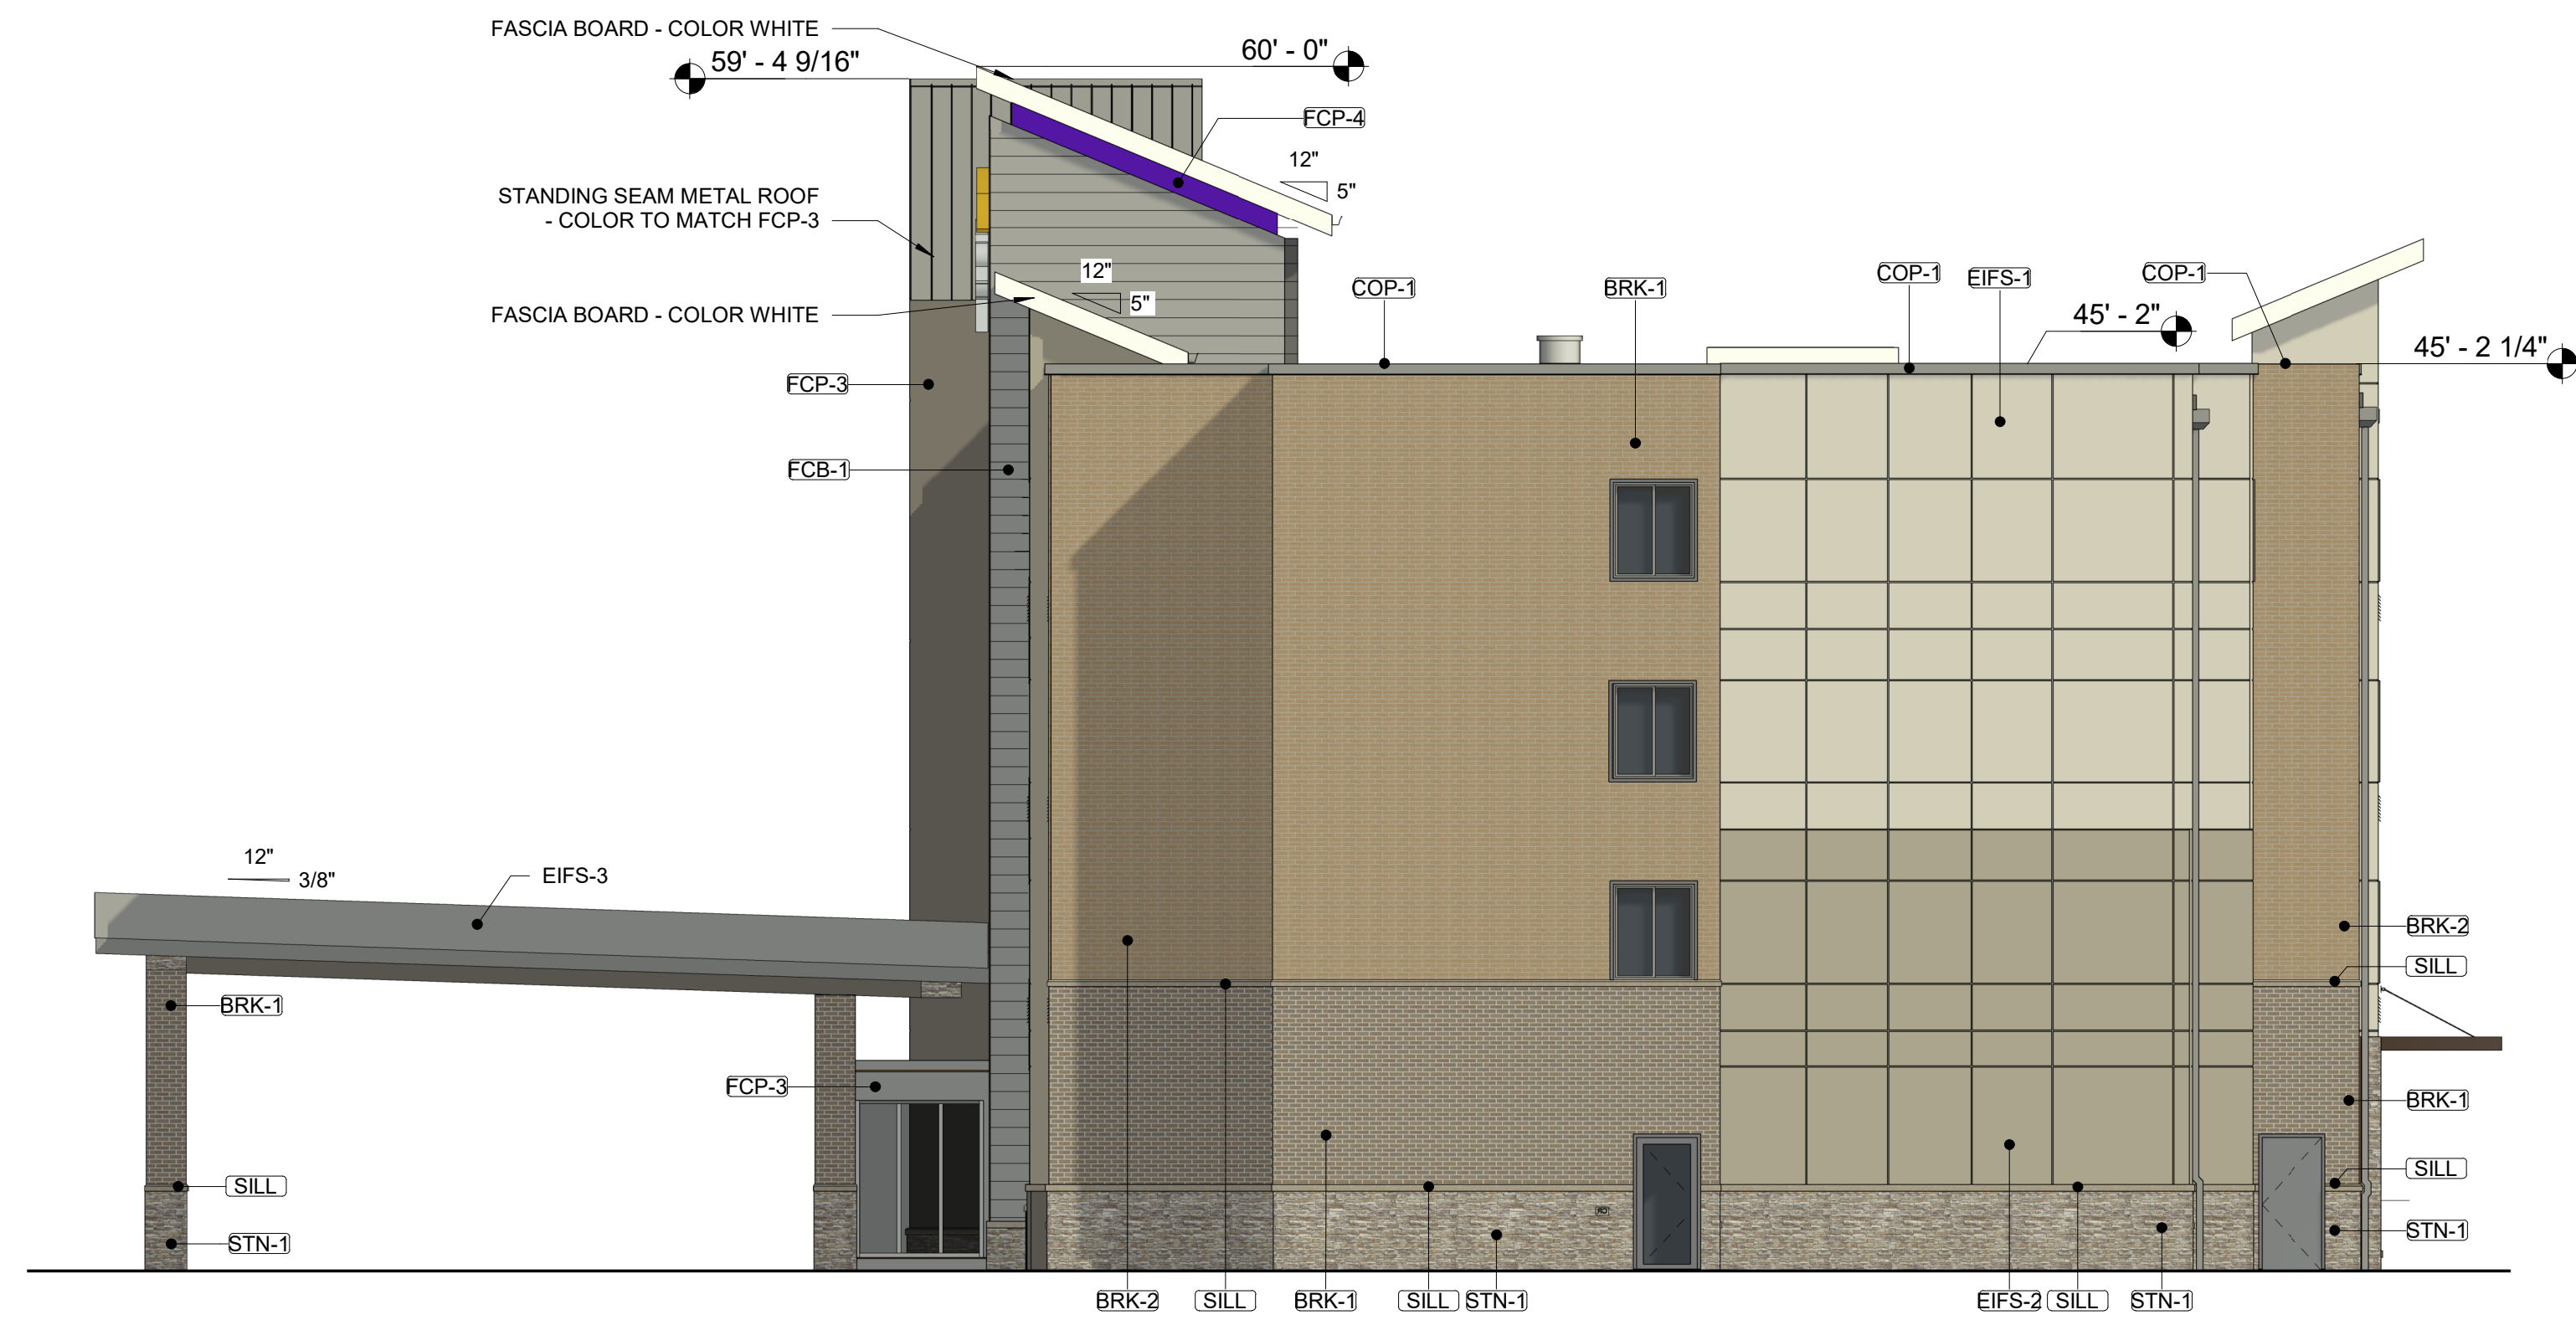 FASCIA BOARD - COLOR WHITE
59' - 4 9/16"
60' - 0"
FCP-4
12"
5"
STANDING SEAM METAL ROOF
- COLOR TO MATCH FCP-3
12"
5"
FASCIA BOARD - COLOR WHITE
COP-1
BRK-1
COP-1
EIFS-1
COP-1
45' - 2"
45' - 2 1/4"
FCP-3
FCB-1
12"
3/8"
EIFS-3
BRK-2
SILL
BRK-1
FCP-3
BRK-1
SILL
SILL
STN-1
STN-1
BRK-2
SILL
BRK-1
SILL
STN-1
EIFS-2
SILL
STN-1